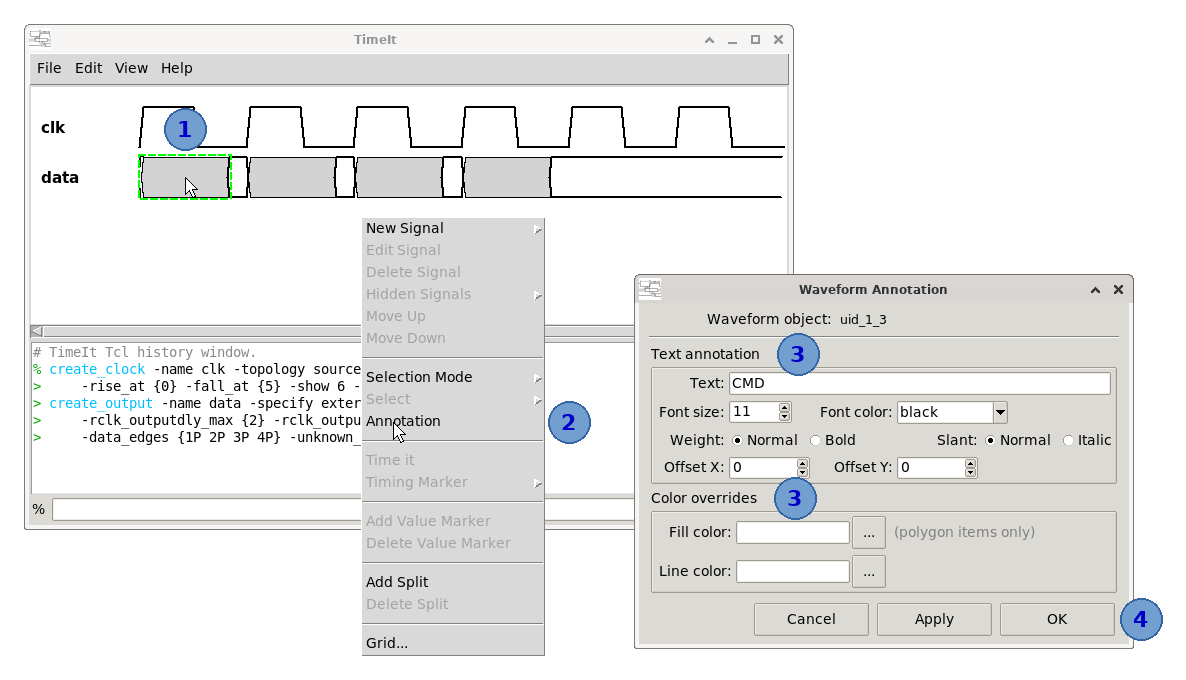 TimeIt
File Edit View Help
clk
1
data
# TimeIt Tcl history window.
% create_clock -name clk -topology source
> -rise_at {0} -fall_at {5} -show 6 -
> create_output -name data -specify exter
> -rclk_outputdly_max {2} -rclk_outpu
> -data_edges {1P 2P 3P 4P} -unknown_
%
New Signal
Edit Signal
Delete Signal
Hidden Signals
Move Up
Move Down
Selection Mode
Select
Annotation
2
Time it
Timing Marker
Add Value Marker
Delete Value Marker
Add Split
Delete Split
Grid...
Waveform Annotation
Waveform object: uid_1_3
Text annotation 3
Text: CMD
Font size: 11 Font color: black
Weight: Normal Bold Slant: Normal Italic
Offset X: 0 Offset Y: 0
Color overrides 3
Fill color: ... (polygon items only)
Line color: ...
Cancel Apply OK 4